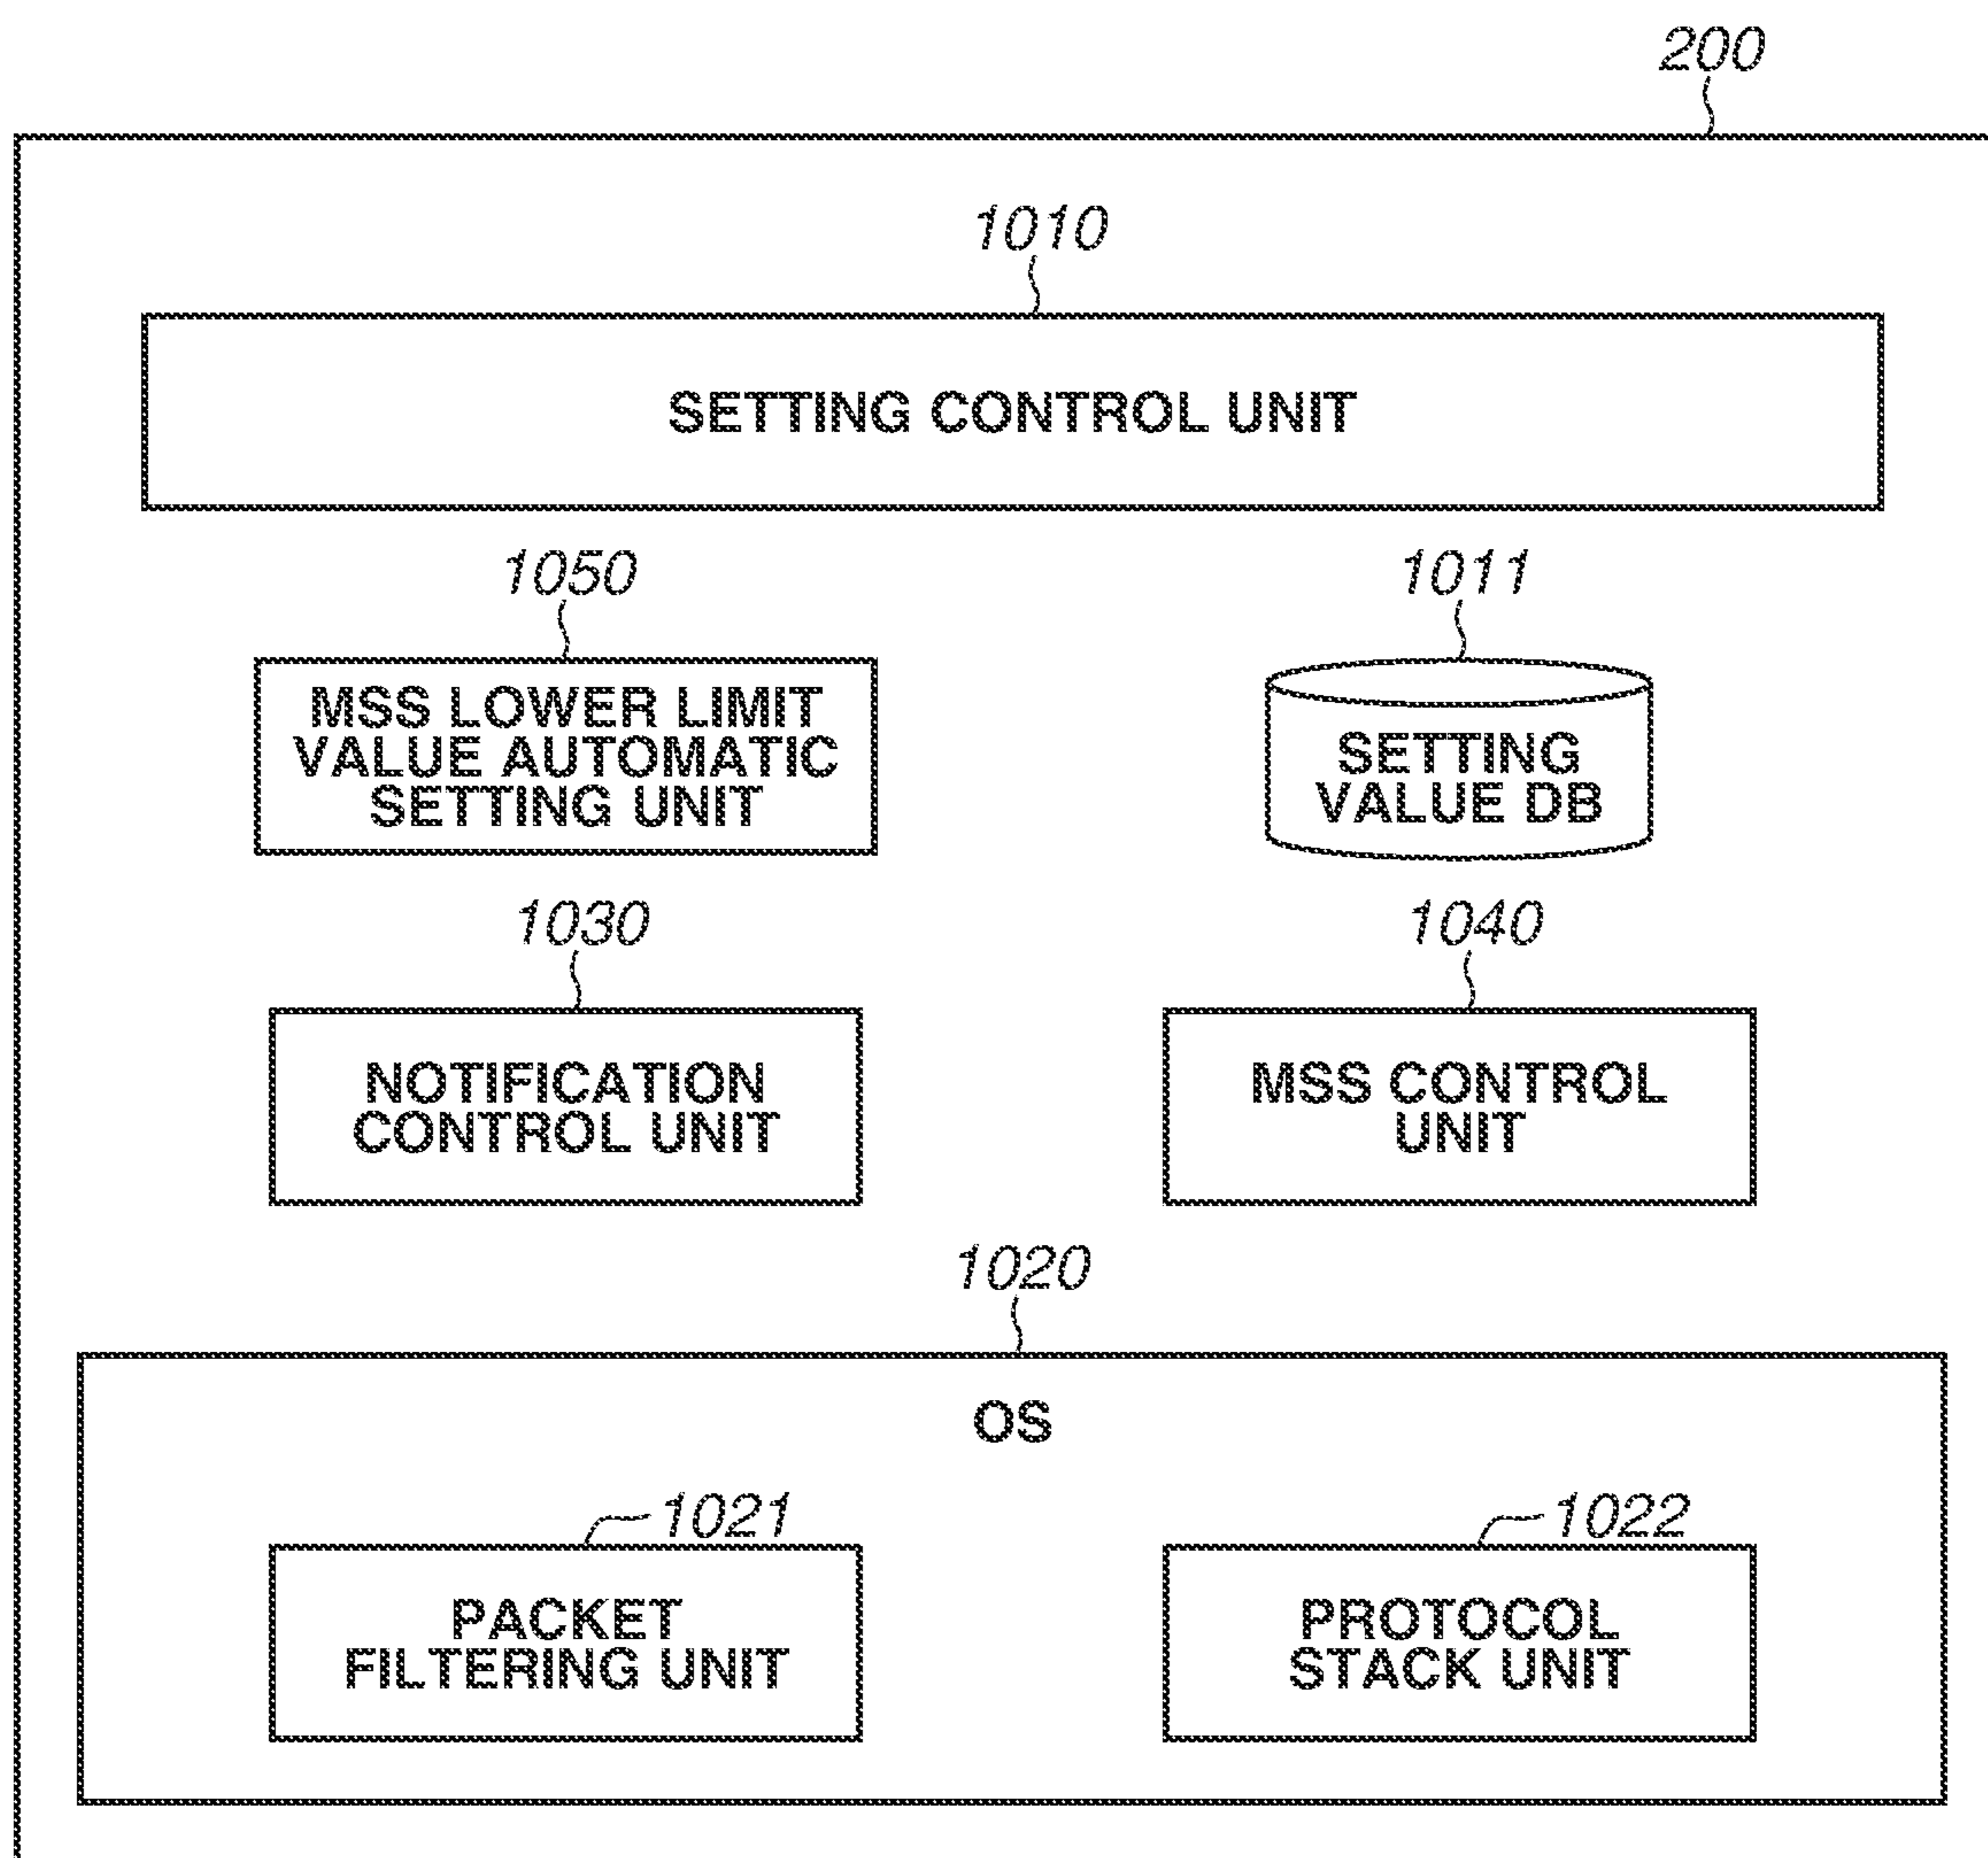 200
1010
SETTING CONTROL UNIT
1050
MSS LOWER LIMIT
VALUE AUTOMATIC
SETTING UNIT
1011
SETTING
VALUE DB
1030
NOTIFICATION
CONTROL UNIT
1040
MSS CONTROL
UNIT
1020
OS
1021
PACKET
FILTERING UNIT
1022
PROTOCOL
STACK UNIT